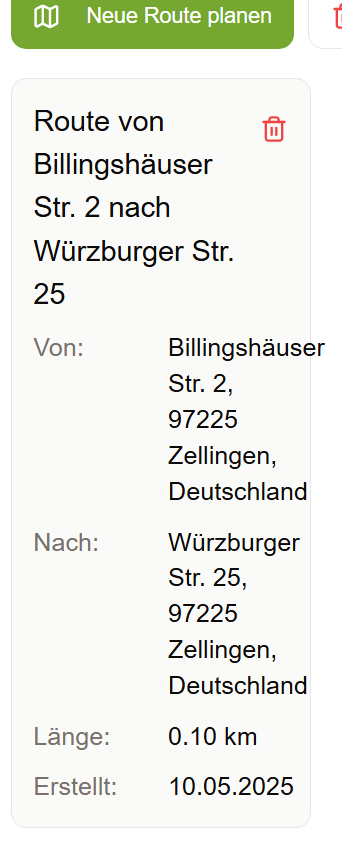 Neue Route planen
Route von
Billingshäuser
Str. 2 nach
Würzburger Str.
25
Von: Billingshäuser
Str. 2,
97225
Zellingen,
Deutschland
Nach: Würzburger
Str. 25,
97225
Zellingen,
Deutschland
Länge: 0.10 km
Erstellt: 10.05.2025